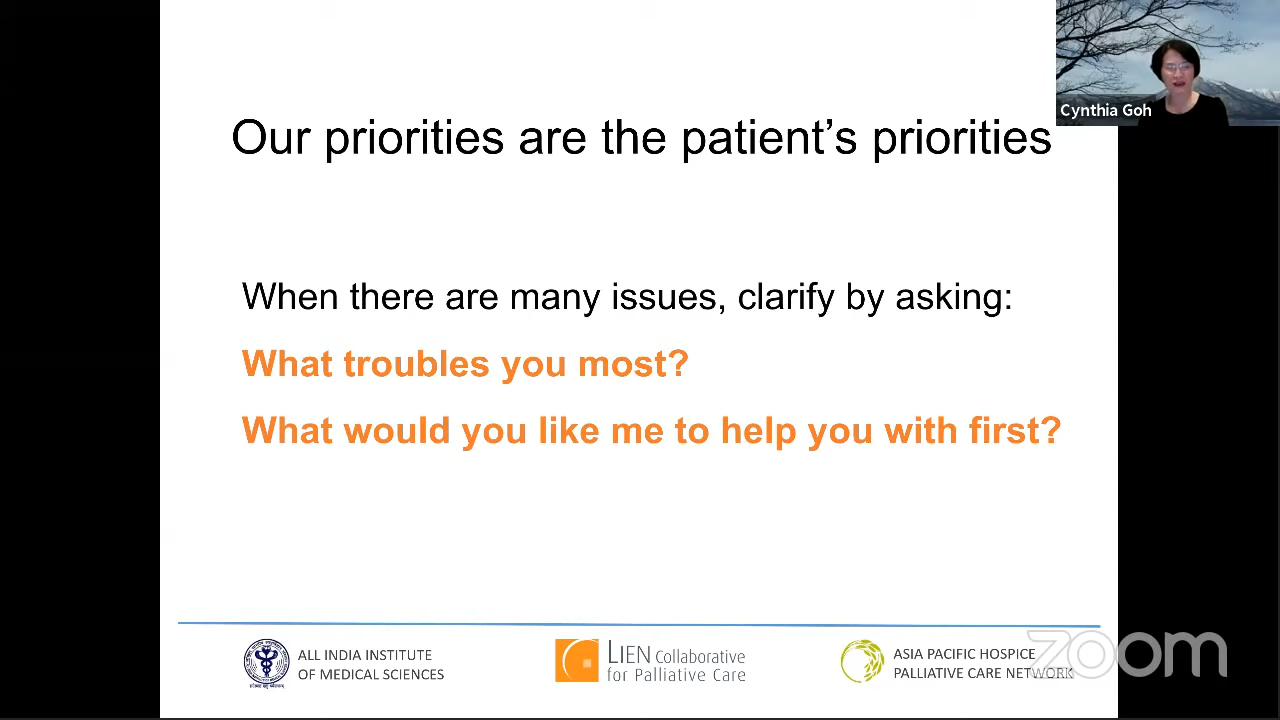 Cynthia Goh
Our priorities are the patient’s priorities
When there are many issues, clarify by asking:
What troubles you most?
What would you like me to help you with first?
ALL INDIA INSTITUTE
OF MEDICAL SCIENCES
LIEN Collaborative
for Palliative Care
ASIA PACIFIC HOSPICE
PALLIATIVE CARE NETWORK
zoom